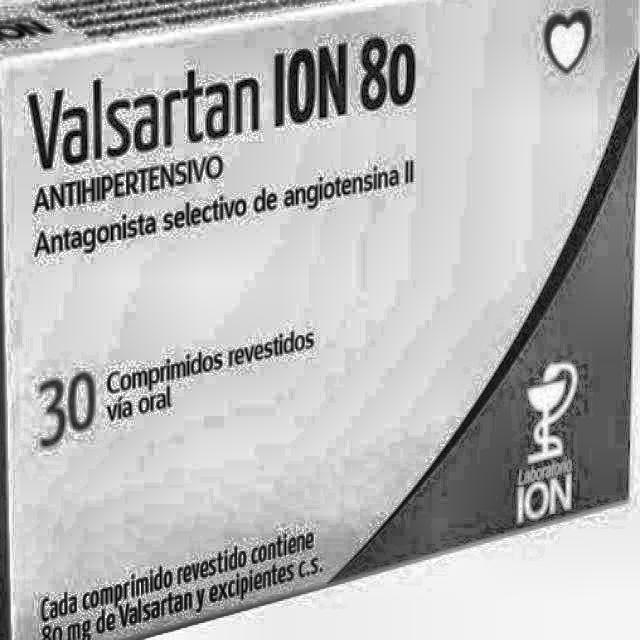 ION
Valsartan ION 80
ANTIHIPERTENSIVO
Antagonista selectivo de angiotensina II
30 Comprimidos revestidos
vía oral
Laboratorio
ION
Cada comprimido revestido contiene
80 mg de Valsartan y excipientes c.s.